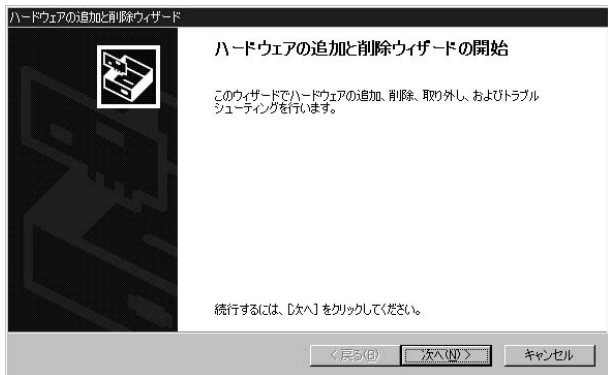 ハードウェアの追加と削除ウィザード
ハードウェアの追加と削除ウィザードの開始
このウィザードでハードウェアの追加、削除、取り外し、およびトラブル
シューティングを行います。
続行するには、[次へ] をクリックしてください。
< 戻る(B) 次へ(N) > キャンセル